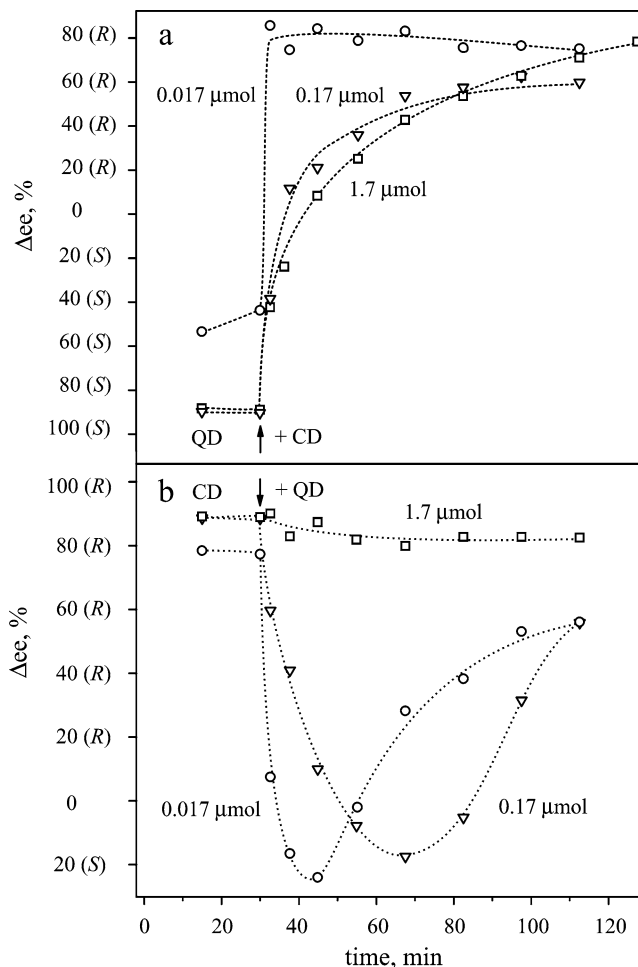 a
80 (R)
60 (R)
40 (R)
20 (R)
0
20 (S)
40 (S)
60 (S)
80 (S)
100 (S)
Δee, %
0.017 μmol
0.17 μmol
1.7 μmol
QD
+ CD
b
100 (R)
80 (R)
60 (R)
40 (R)
20 (R)
0
20 (S)
Δee, %
CD
+ QD
1.7 μmol
0.017 μmol
0.17 μmol
0 20 40 60 80 100 120
time, min